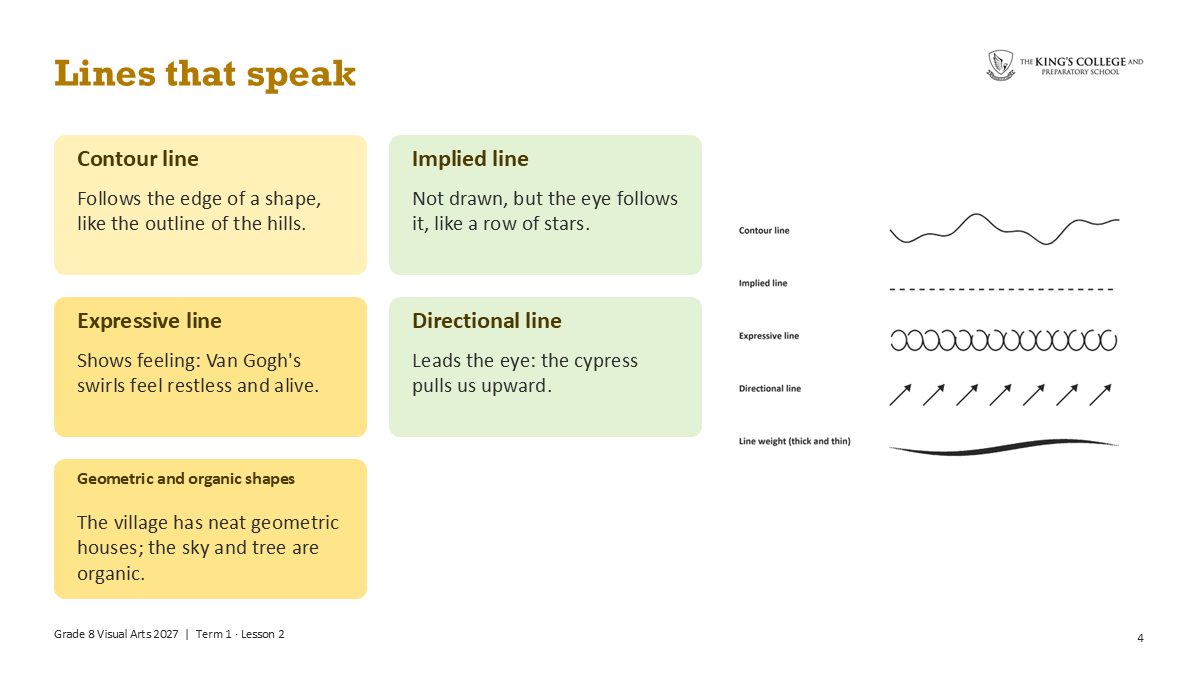 Lines that speak
THE KING'S COLLEGE AND
PREPARATORY SCHOOL
Contour line
Follows the edge of a shape,
like the outline of the hills.
Implied line
Not drawn, but the eye follows
it, like a row of stars.
Expressive line
Shows feeling: Van Gogh's
swirls feel restless and alive.
Directional line
Leads the eye: the cypress
pulls us upward.
Geometric and organic shapes
The village has neat geometric
houses; the sky and tree are
organic.
Contour line
Implied line
Expressive line
Directional line
Line weight (thick and thin)
Grade 8 Visual Arts 2027 | Term 1 · Lesson 2
4